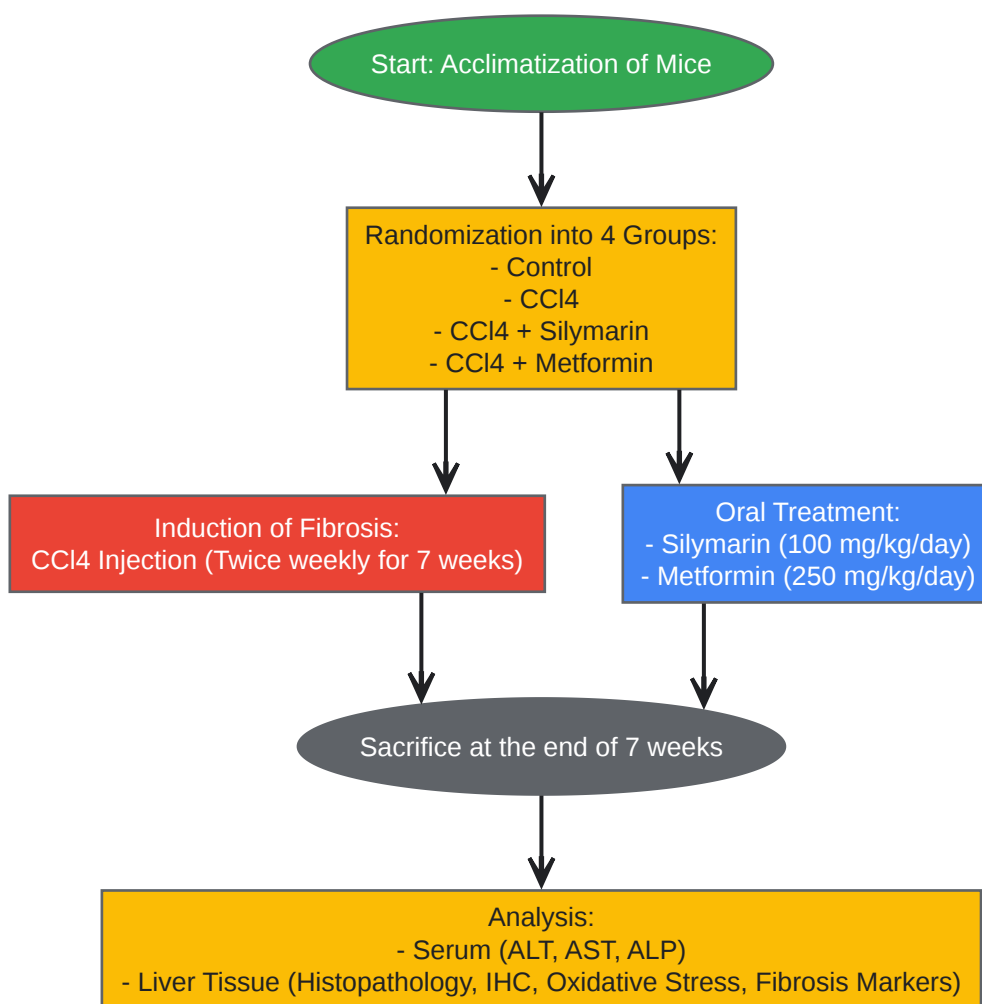 Start: Acclimatization of Mice
Randomization into 4 Groups:
- Control
- CCl4
- CCl4 + Silymarin
- CCl4 + Metformin
Induction of Fibrosis:
CCl4 Injection (Twice weekly for 7 weeks)
Oral Treatment:
- Silymarin (100 mg/kg/day)
- Metformin (250 mg/kg/day)
Sacrifice at the end of 7 weeks
Analysis:
- Serum (ALT, AST, ALP)
- Liver Tissue (Histopathology, IHC, Oxidative Stress, Fibrosis Markers)